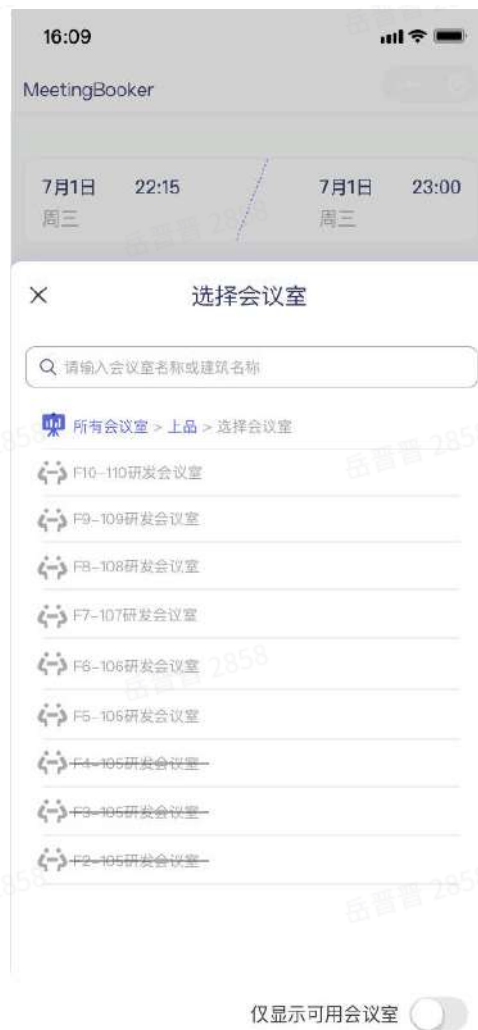 16:09
MeetingBooker
7月1日 22:15 7月1日 23:00
周三 周三
选择会议室
请输入会议室名称或建筑名称
所有会议室 > 上品 > 选择会议室
F10-110研发会议室
F9-109研发会议室
F8-108研发会议室
F7-107研发会议室
F6-106研发会议室
F5-105研发会议室
F4-105研发会议室
F3-105研发会议室
F2-105研发会议室
仅显示可用会议室
岳晋晋 2858